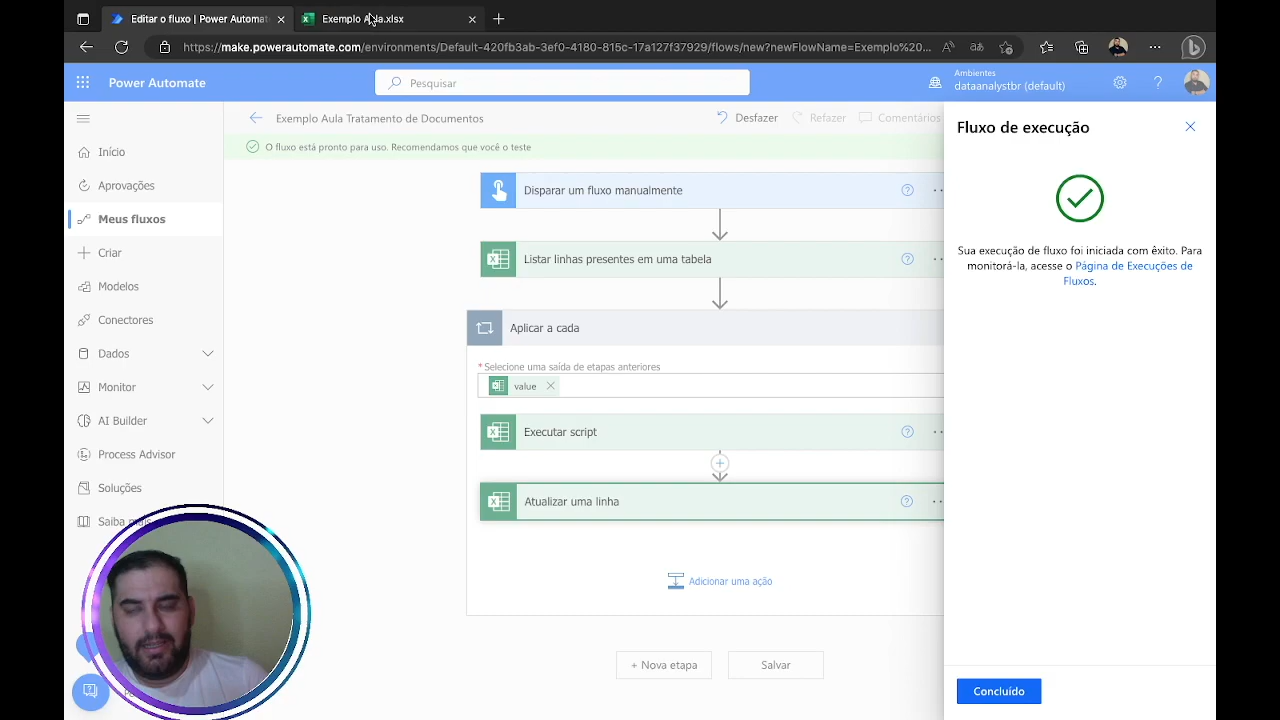 Editar o fluxo | Power Automat
Exemplo Aula.xlsx
https://make.powerautomate.com/environments/Default-420fb3ab-3ef0-4180-815c-17a127f37929/flows/new?newFlowName=Exemplo%20...
Power Automate
Pesquisar
Ambientes
dataanalystbr (default)
Exemplo Aula Tratamento de Documentos
Desfazer
Refazer
Comentários
O fluxo está pronto para uso. Recomendamos que você o teste
Início
Aprovações
Meus fluxos
Criar
Modelos
Conectores
Dados
Monitor
AI Builder
Process Advisor
Soluções
Saiba mais
Disparar um fluxo manualmente
Listar linhas presentes em uma tabela
Aplicar a cada
* Selecione uma saída de etapas anteriores
value
Executar script
Atualizar uma linha
Adicionar uma ação
+ Nova etapa
Salvar
Fluxo de execução
Sua execução de fluxo foi iniciada com êxito. Para
monitorá-la, acesse o Página de Execuções de
Fluxos.
Concluído